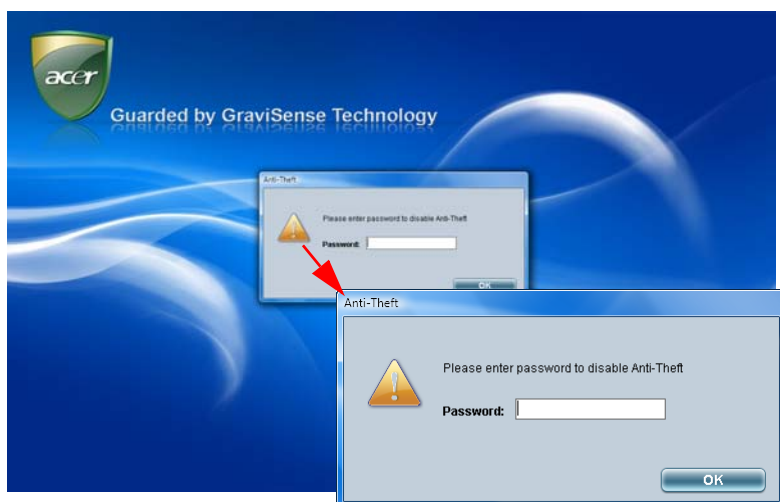 acer
Guarded by GraviSense Technology
Anti-Theft
Please enter password to disable Anti-Theft
Password:
OK
Anti-Theft
Please enter password to disable Anti-Theft
Password:
OK